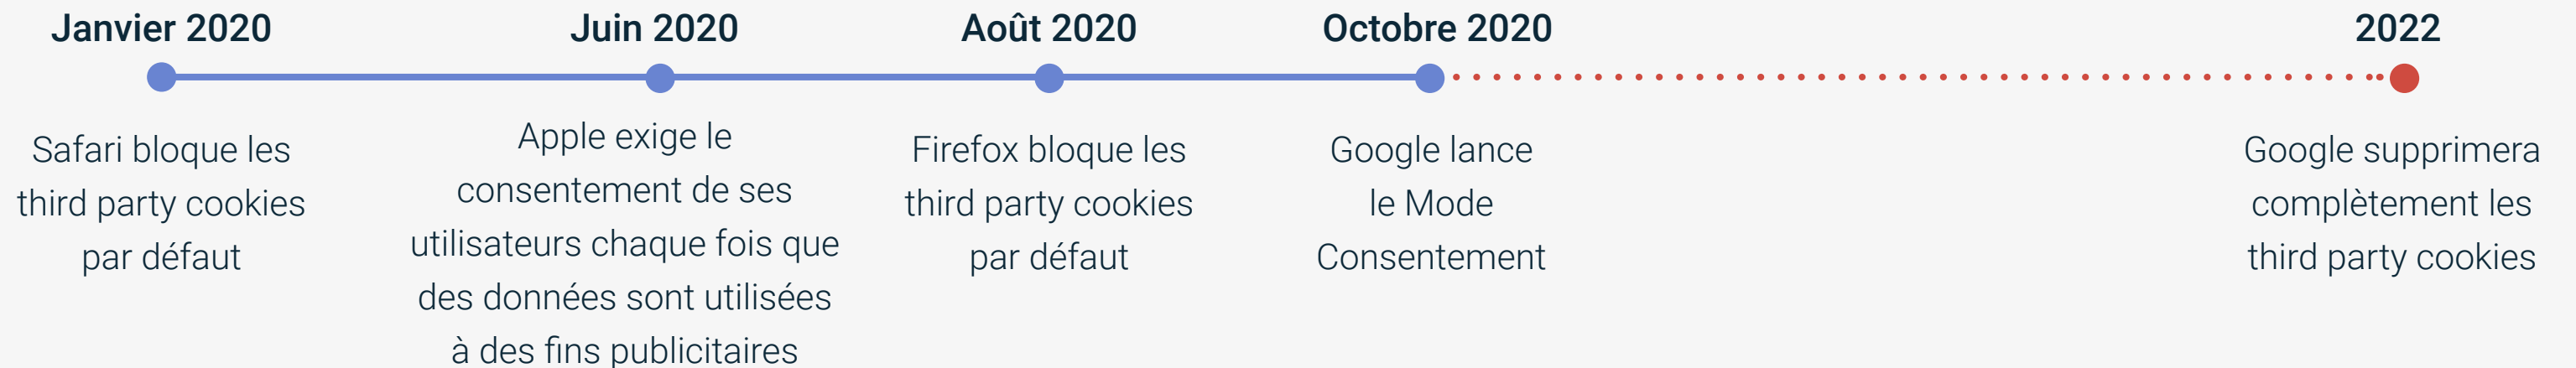 Janvier 2020
Safari bloque les
third party cookies
par défaut
Juin 2020
Apple exige le
consentement de ses
utilisateurs chaque fois que
des données sont utilisées
à des fins publicitaires
Août 2020
Firefox bloque les
third party cookies
par défaut
Octobre 2020
Google lance
le Mode
Consentement
2022
Google supprimera
complètement les
third party cookies